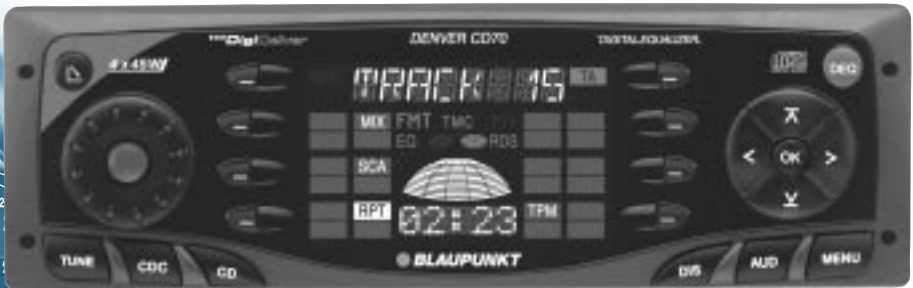 DENVER CD70
DIGITAL EQUALIZER
4 x 45W
TRACK 15
TA
DEQ
MIX
FMT TMC
EQ RDS
SCA
OK
RPT
02:23
TPM
TUNE
CDC
CD
BLAUPUNKT
DIS
AUD
MENU